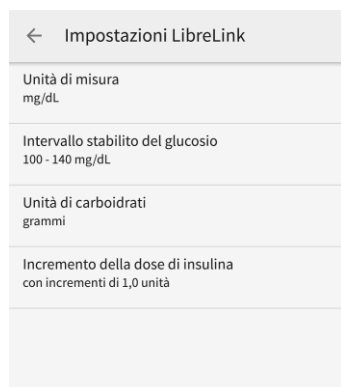 Impostazioni LibreLink
Unità di misura
mg/dL
Intervallo stabilito del glucosio
100 - 140 mg/dL
Unità di carboidrati
grammi
Incremento della dose di insulina
con incrementi di 1,0 unità